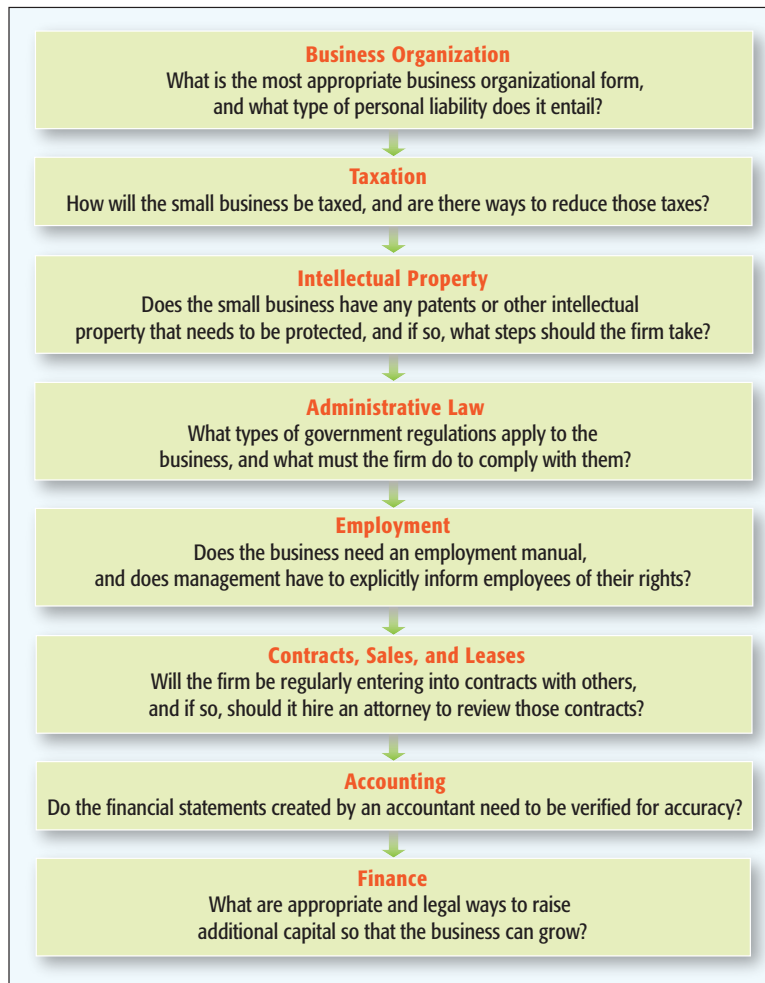 Business Organization
What is the most appropriate business organizational form,
and what type of personal liability does it entail?
Taxation
How will the small business be taxed, and are there ways to reduce those taxes?
Intellectual Property
Does the small business have any patents or other intellectual
property that needs to be protected, and if so, what steps should the firm take?
Administrative Law
What types of government regulations apply to the
business, and what must the firm do to comply with them?
Employment
Does the business need an employment manual,
and does management have to explicitly inform employees of their rights?
Contracts, Sales, and Leases
Will the firm be regularly entering into contracts with others,
and if so, should it hire an attorney to review those contracts?
Accounting
Do the financial statements created by an accountant need to be verified for accuracy?
Finance
What are appropriate and legal ways to raise
additional capital so that the business can grow?